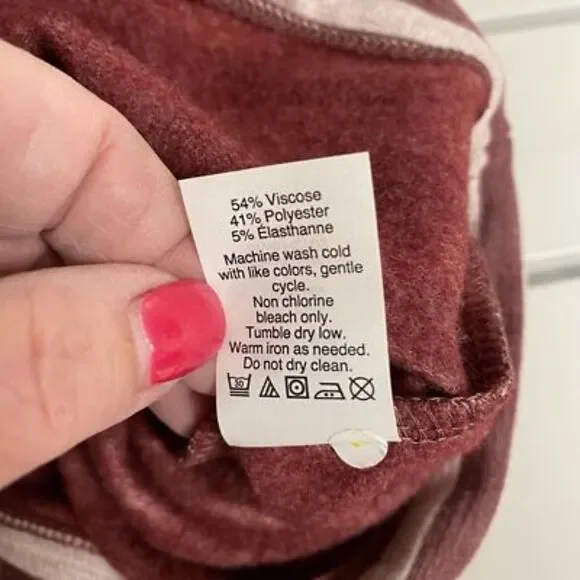 54% Viscose
41% Polyester
5% Elasthanne
Machine wash cold
with like colors, gentle
cycle.
Non chlorine
bleach only.
Tumble dry low.
Warm iron as needed.
Do not dry clean.
30